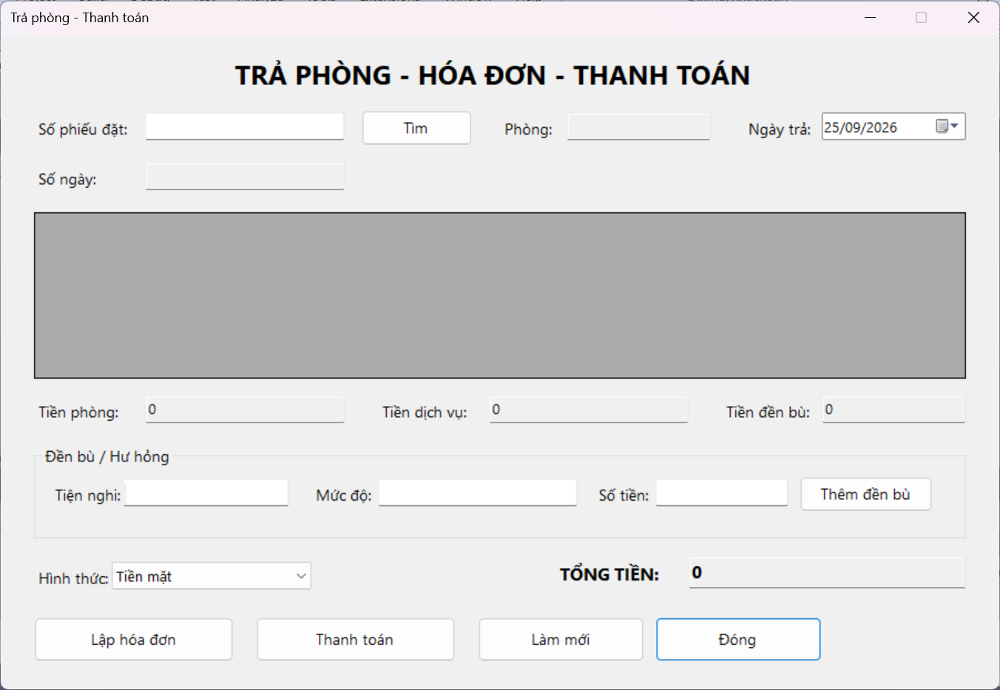 Trả phòng - Thanh toán
TRẢ PHÒNG - HÓA ĐƠN - THANH TOÁN
Số phiếu đặt: Tìm Phòng: Ngày trả: 25/09/2026
Số ngày:
Tiền phòng: 0 Tiền dịch vụ: 0 Tiền đền bù: 0
Đền bù / Hư hỏng
Tiện nghi: Mức độ: Số tiền: Thêm đền bù
Hình thức: Tiền mặt TỔNG TIỀN: 0
Lập hóa đơn Thanh toán Làm mới Đóng